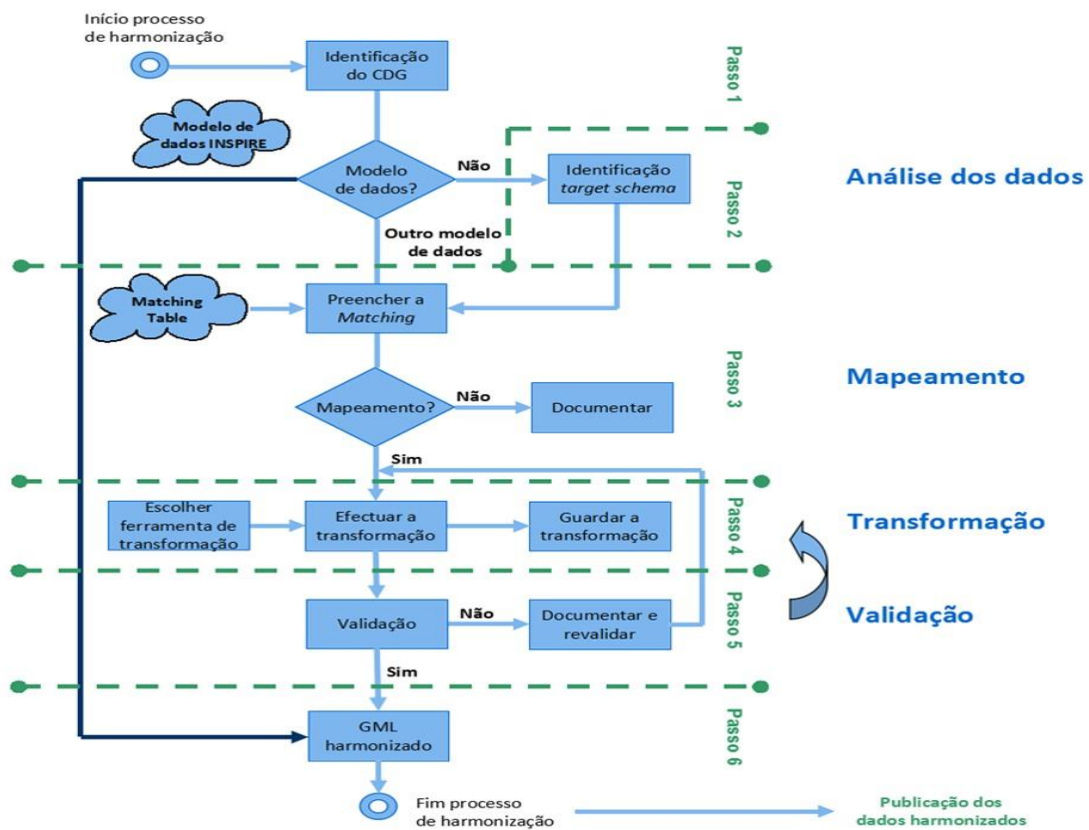 Início processo
de harmonização
Identificação
do CDG
Passo 1
Modelo de
dados INSPIRE
Modelo
de dados?
Não
Identificação
target schema
Passo 2
Análise dos dados
Outro modelo
de dados
Matching
Table
Preencher a
Matching
Passo 3
Mapeamento
Mapeamento?
Não
Documentar
Sim
Escolher
ferramenta de
transformação
Efectuar a
transformação
Guardar a
transformação
Passo 4
Transformação
Validação
Não
Documentar e
revalidar
Passo 5
Validação
Sim
GML
harmonizado
Passo 6
Fim processo
de harmonização
Publicação dos
dados harmonizados